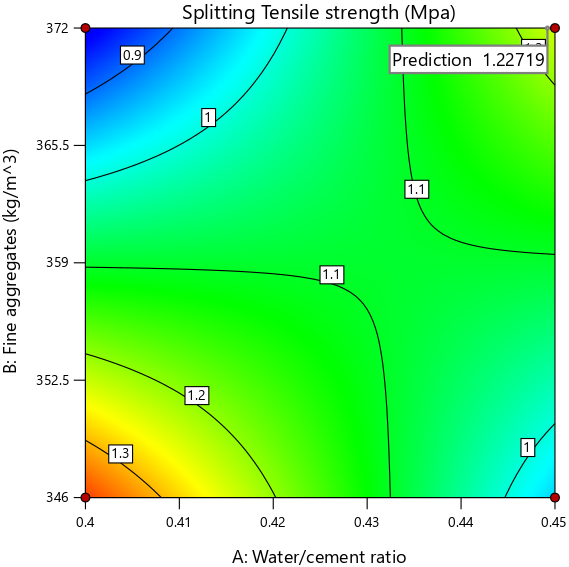 Splitting Tensile strength (Mpa)
372
0.9
Prediction 1.22719
365.5
1
1.1
359
1.1
B: Fine aggregates (kg/m^3)
352.5
1.2
1.3
1
346
0.4 0.41 0.42 0.43 0.44 0.45
A: Water/cement ratio